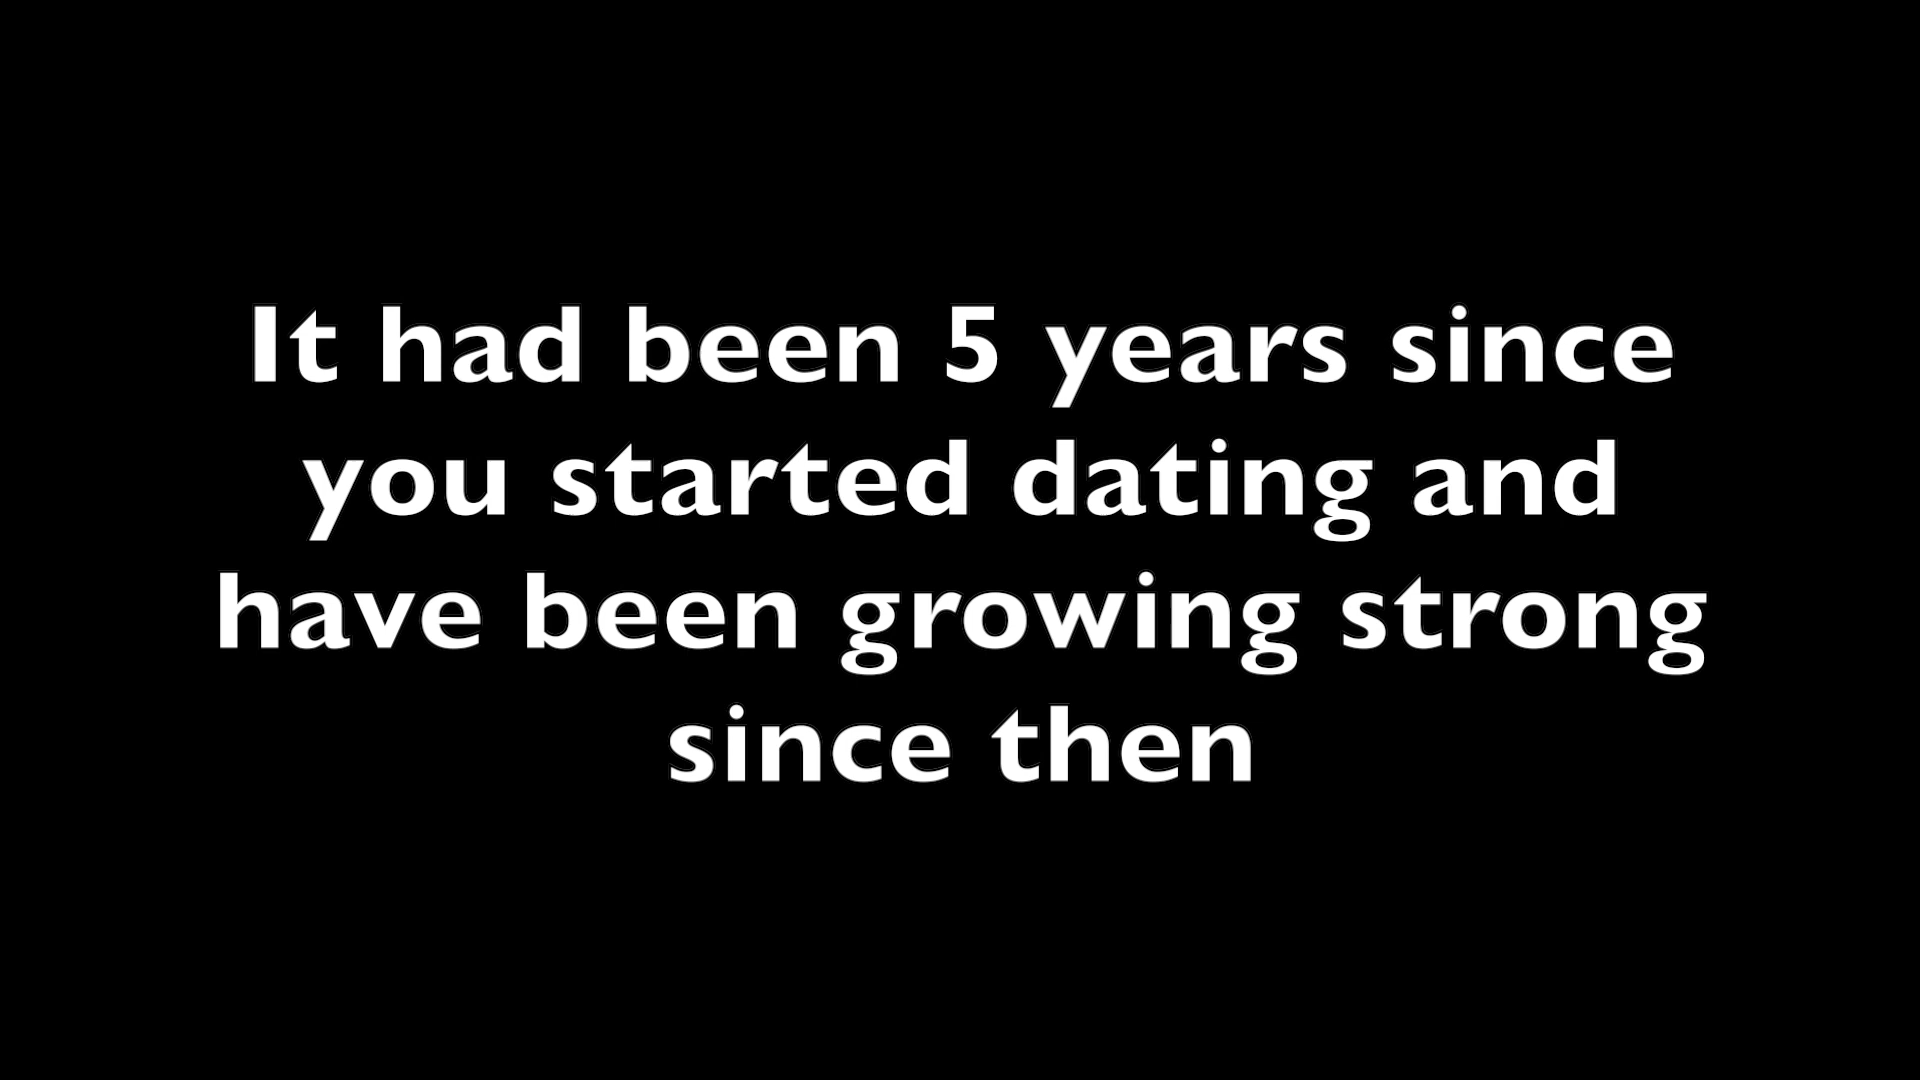 It had been 5 years since
you started dating and
have been growing strong
since then